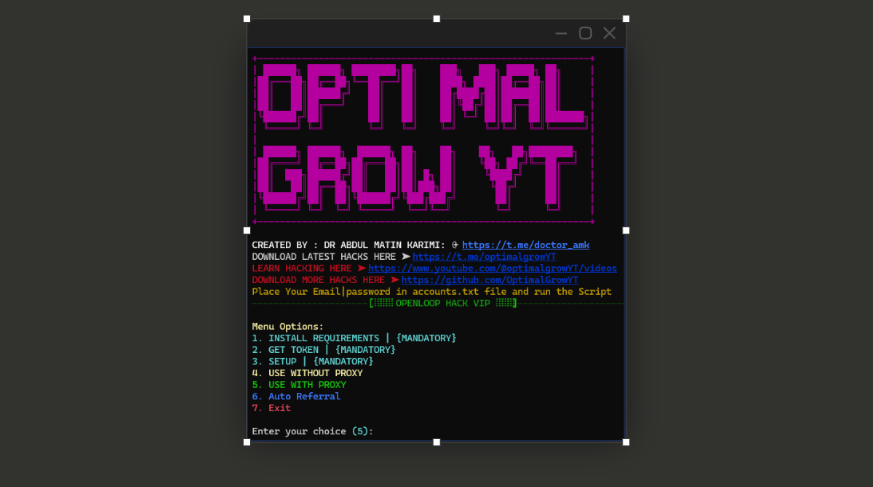 OPTIMAL
GROW YT
CREATED BY : DR ABDUL MATIN KARIMI: https://t.me/doctor_amk
DOWNLOAD LATEST HACKS HERE ➤ https://t.me/optimalgrowYT
LEARN HACKING HERE ➤ https://www.youtube.com/@optimalgrowYT/videos
DOWNLOAD MORE HACKS HERE ➤ https://github.com/OptimalGrowYT
Place Your Email|password in accounts.txt file and run the Script
[░░░ OPENLOOP HACK VIP ░░░]
Menu Options:
1. INSTALL REQUIREMENTS | {MANDATORY}
2. GET TOKEN | {MANDATORY}
3. SETUP | {MANDATORY}
4. USE WITHOUT PROXY
5. USE WITH PROXY
6. Auto Referral
7. Exit
Enter your choice (5):